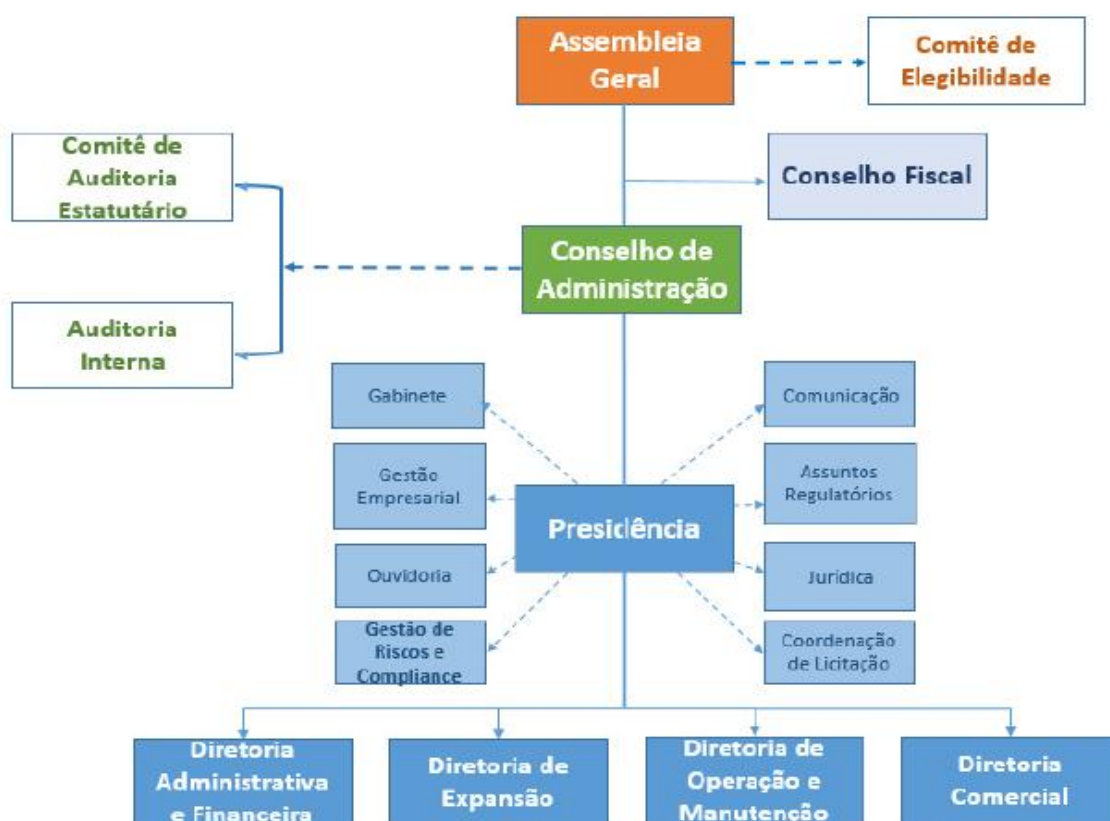 Assembleia
Geral
Comitê de
Elegibilidade
Comitê de
Auditoria
Estatutário
Conselho Fiscal
Conselho de
Administração
Auditoria
Interna
Gabinete
Comunicação
Gestão
Empresarial
Assuntos
Regulatórios
Presidência
Ouvidoria
Jurídica
Gestão de
Riscos e
Compliance
Coordenação
de Licitação
Diretoria
Administrativa
e Financeira
Diretoria de
Expansão
Diretoria de
Operação e
Manutenção
Diretoria
Comercial